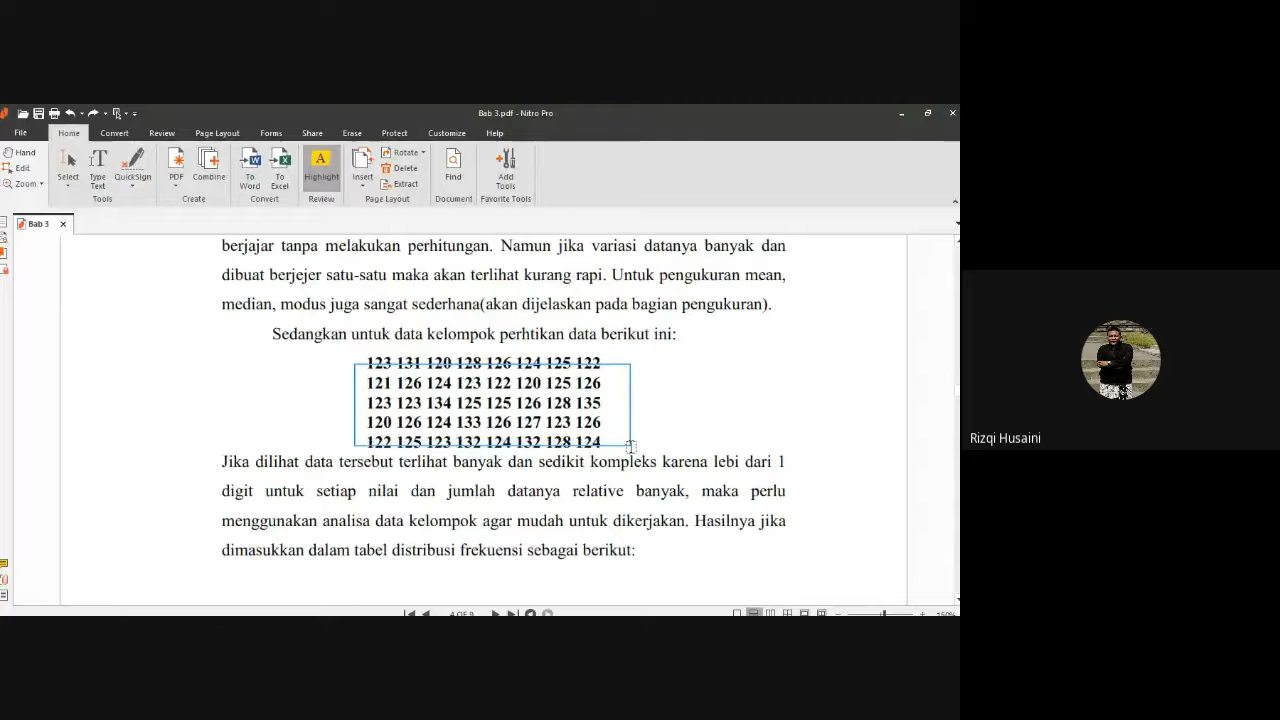 Bab 3.pdf - Nitro Pro
File Home Convert Review Page Layout Forms Share Erase Protect Customize Help
Hand
Edit
Zoom
Select
Type Text
QuickSign
Tools
PDF
Combine
Create
To Word
To Excel
Convert
A
Highlight
Review
Insert
Rotate
Delete
Extract
Page Layout
Find
Document
Add Tools
Favorite Tools
Bab 3
berjajar tanpa melakukan perhitungan. Namun jika variasi datanya banyak dan
dibuat berjejer satu-satu maka akan terlihat kurang rapi. Untuk pengukuran mean,
median, modus juga sangat sederhana(akan dijelaskan pada bagian pengukuran).
Sedangkan untuk data kelompok perhtikan data berikut ini:
123 131 120 128 126 124 125 122
121 126 124 123 122 120 125 126
123 123 134 125 125 126 128 135
120 126 124 133 126 127 123 126
122 125 123 132 124 132 128 124
Jika dilihat data tersebut terlihat banyak dan sedikit kompleks karena lebi dari 1
digit untuk setiap nilai dan jumlah datanya relative banyak, maka perlu
menggunakan analisa data kelompok agar mudah untuk dikerjakan. Hasilnya jika
dimasukkan dalam tabel distribusi frekuensi sebagai berikut:
4 OF 9
150%
Rizqi Husaini